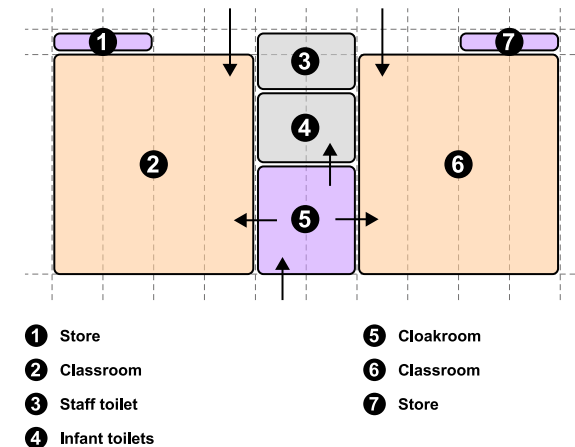 1
7
3
4
2
6
5
1 Store
2 Classroom
3 Staff toilet
4 Infant toilets
5 Cloakroom
6 Classroom
7 Store